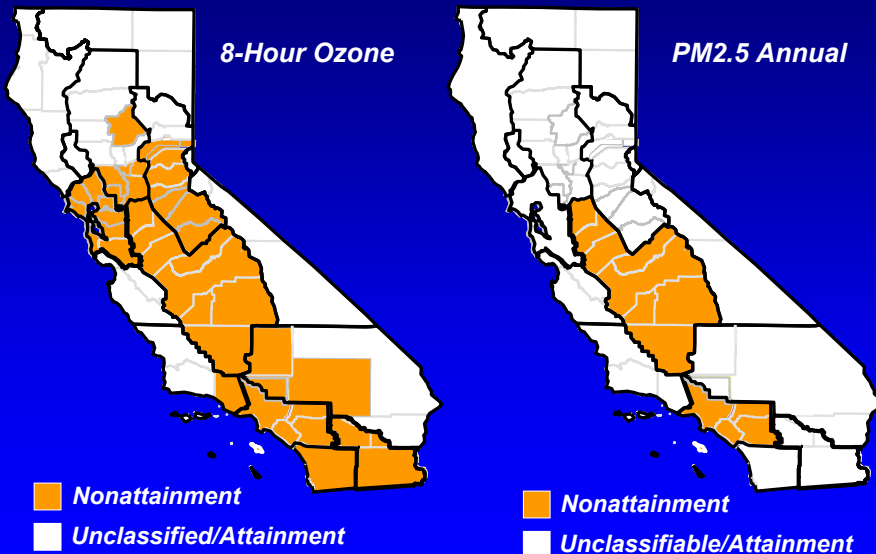 8-Hour Ozone
Nonattainment
Unclassified/Attainment
PM2.5 Annual
Nonattainment
Unclassifiable/Attainment